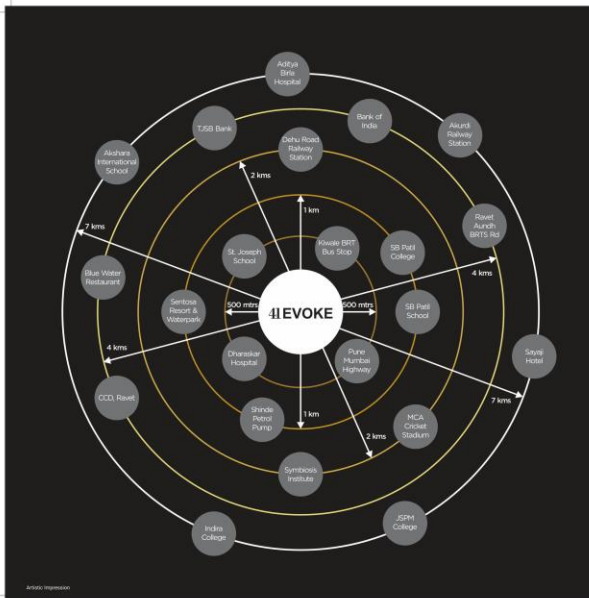 Aditya
Birla
Hospital
TJSB Bank
Bank of
India
Akurdi
Railway
Station
Dehu Road
Railway
Station
Akshara
International
School
2 kms
1 km
7 kms
Ravet
Aundh
BRTS Rd
St. Joseph
School
Kiwale BRT
Bus Stop
SB Patil
College
4 kms
Blue Water
Restaurant
Sentosa
Resort &
Waterpark
500 mtrs
41 EVOKE
500 mtrs
SB Patil
School
4 kms
Dharaskar
Hospital
Pune
Mumbai
Highway
Sayaji
Hotel
CCD, Ravet
7 kms
Shinde
Petrol
Pump
1 km
2 kms
MCA
Cricket
Stadium
Symbiosis
Institute
Indira
College
JSPM
College
Artistic Impression